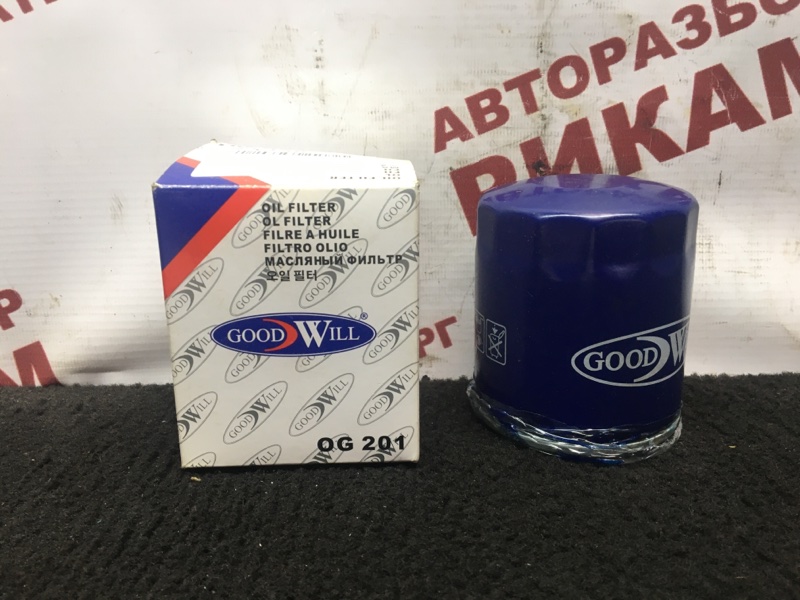 АВТОРАЗБО
РИКАМ
OIL FILTER
OL FILTER
FILRE A HUILE
FILTRO OLIO
МАСЛЯНЫЙ ФИЛЬТР
오일 필터
GOOD WILL®
OG 201
GOOD W